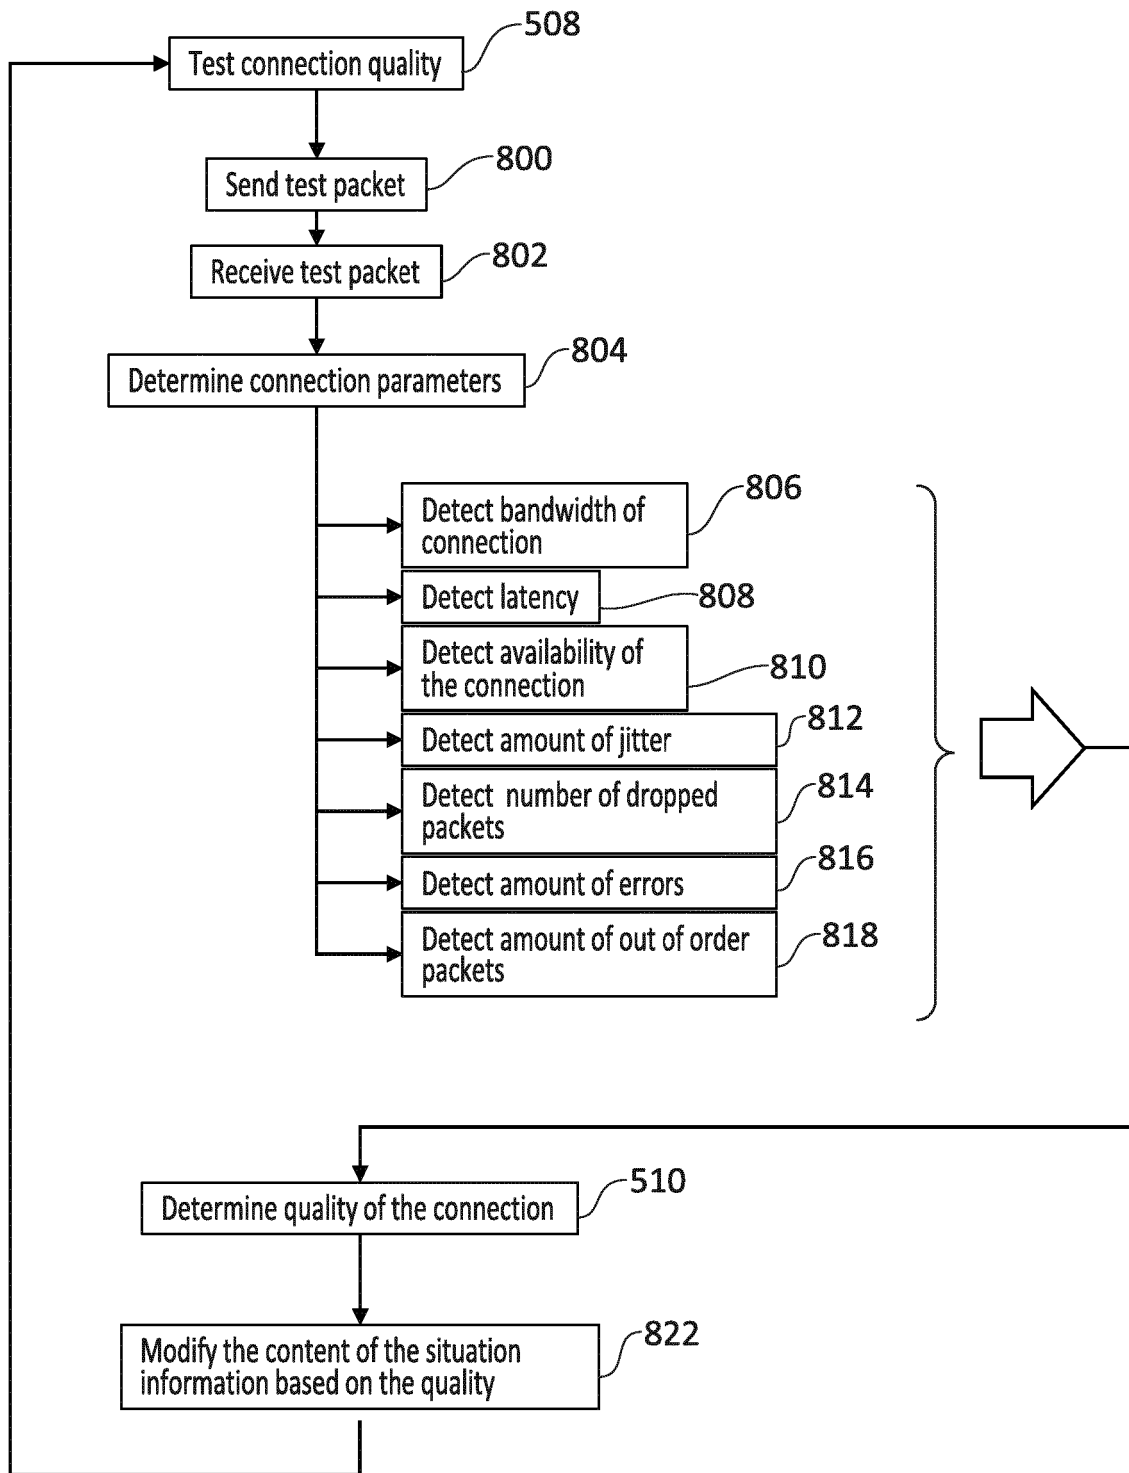 508
Test connection quality
800
Send test packet
802
Receive test packet
804
Determine connection parameters
806
Detect bandwidth of
connection
Detect latency
808
Detect availability of
the connection
810
812
Detect amount of jitter
Detect number of dropped
packets
814
816
Detect amount of errors
818
Detect amount of out of order
packets
510
Determine quality of the connection
822
Modify the content of the situation
information based on the quality